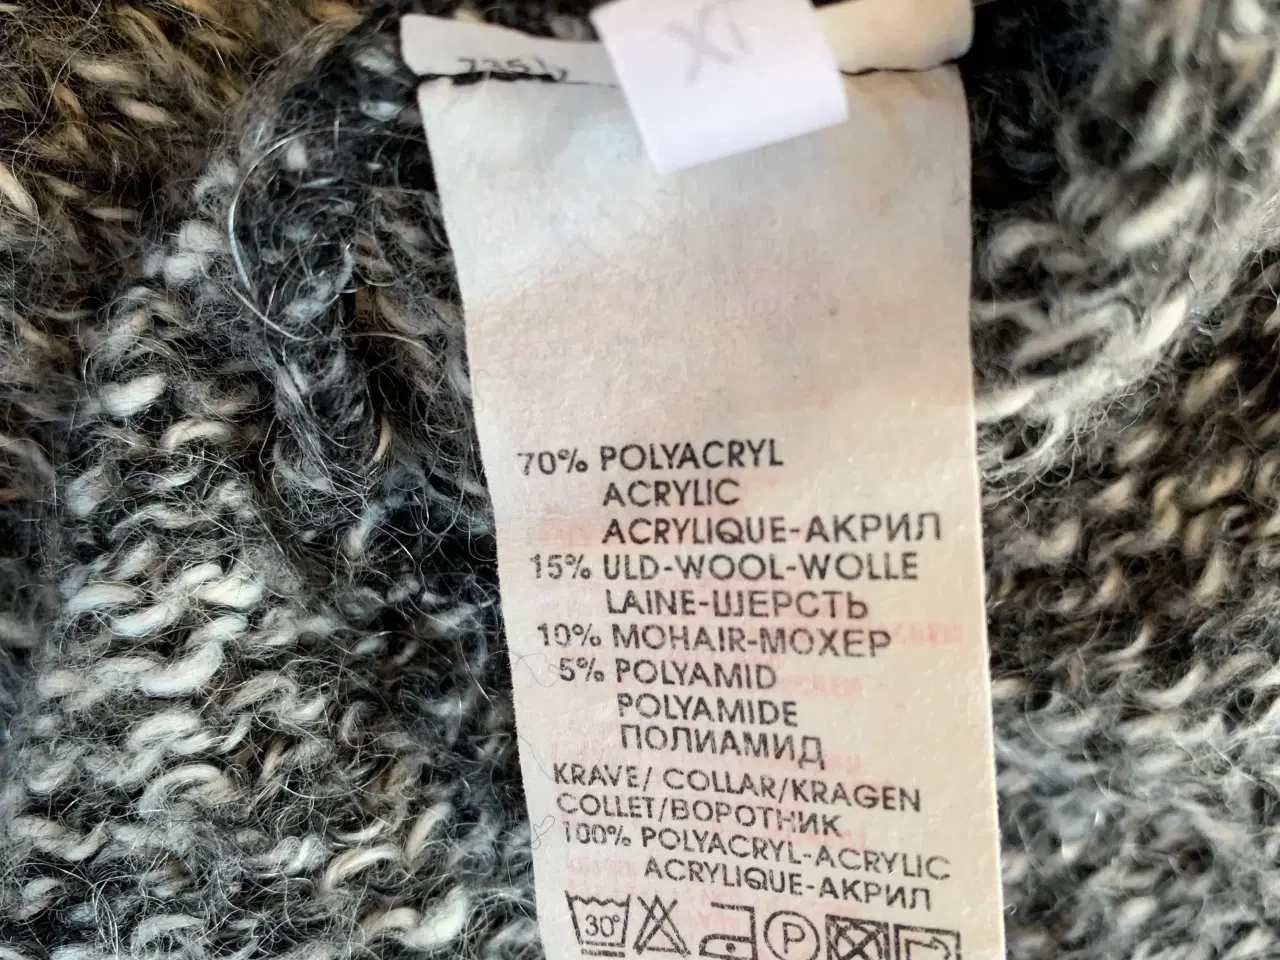 70% POLYACRYL
ACRYLIC
ACRYLIQUE-АКРИЛ
15% ULD-WOOL-WOLLE
LAINE-ШЕРСТЬ
10% MOHAIR-МОХЕР
5% POLYAMID
POLYAMIDE
ПОЛИАМИД
KRAVE/ COLLAR/KRAGEN
COLLET/ВОРОТНИК
100% POLYACRYL-ACRYLIC
ACRYLIQUE-АКРИЛ
30° P